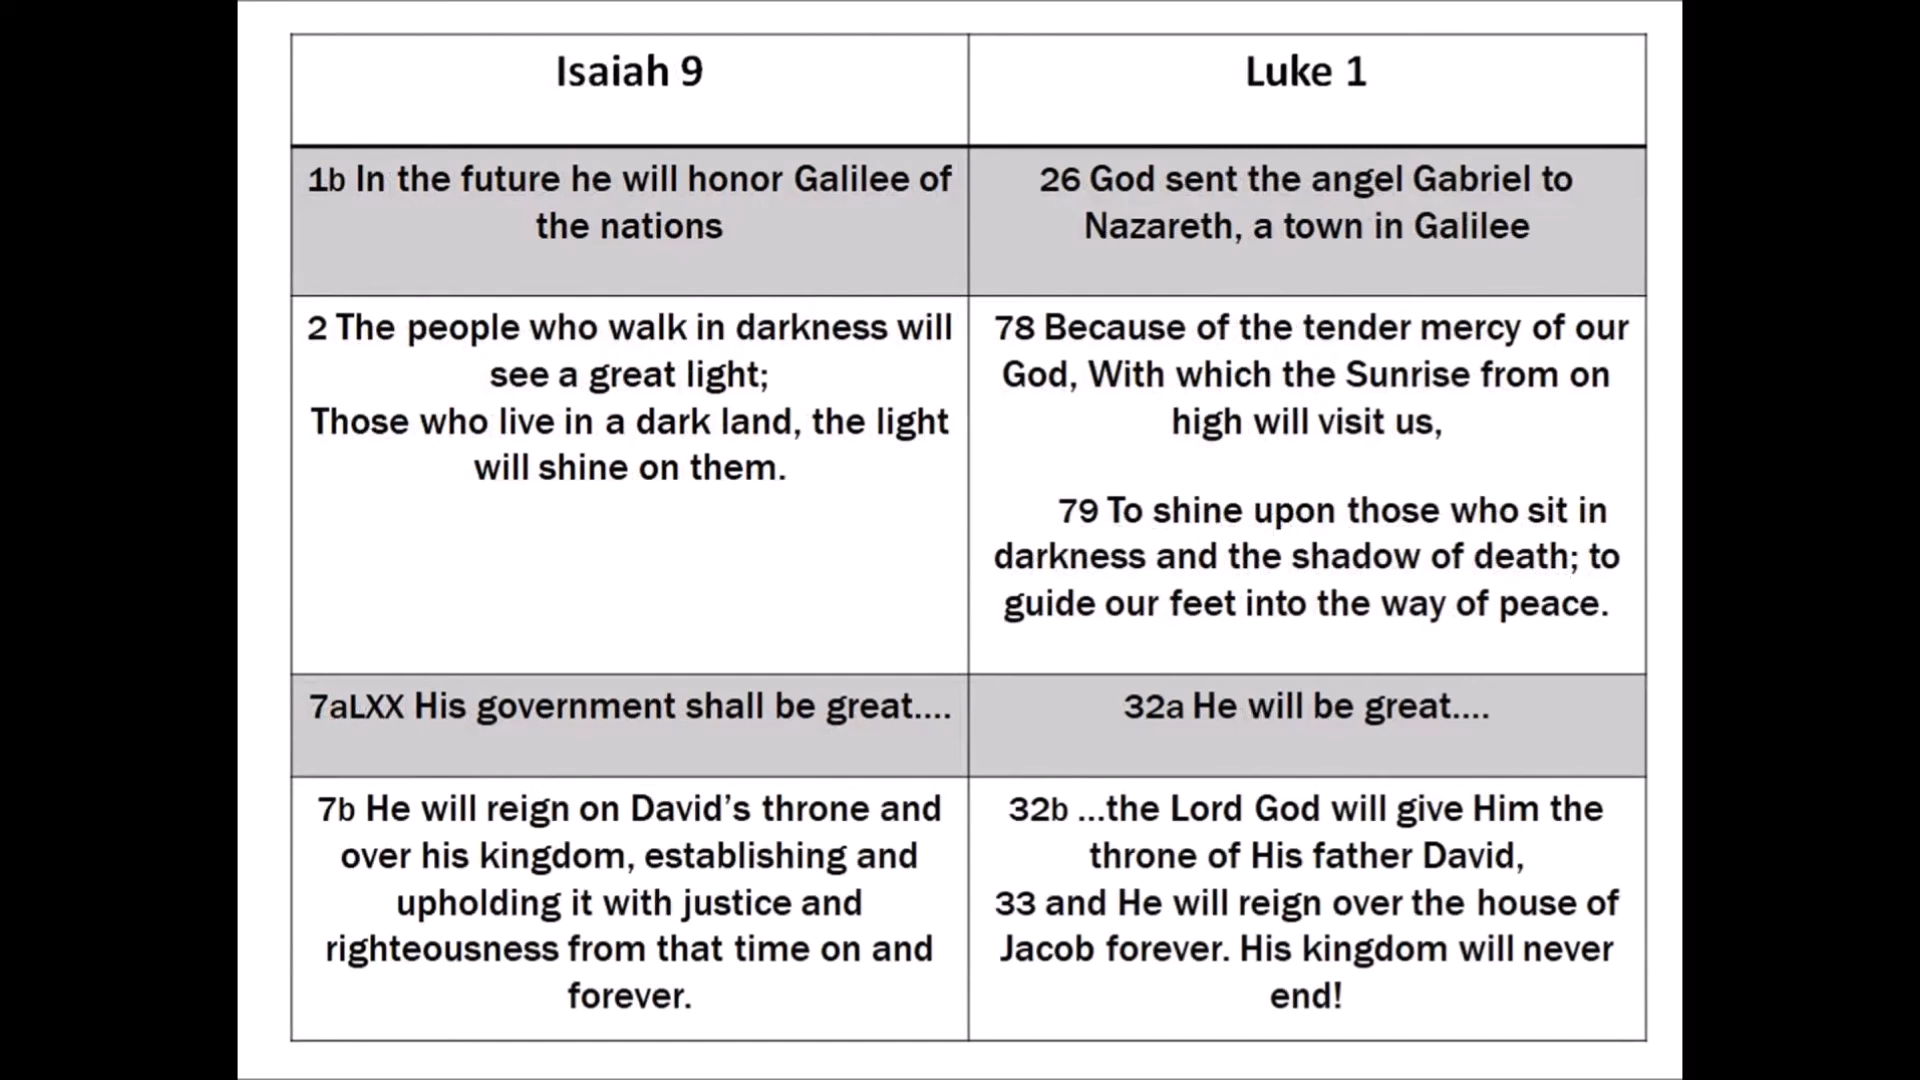 Isaiah 9
Luke 1
1b In the future he will honor Galilee of
the nations
26 God sent the angel Gabriel to
Nazareth, a town in Galilee
2 The people who walk in darkness will
see a great light;
Those who live in a dark land, the light
will shine on them.
78 Because of the tender mercy of our
God, With which the Sunrise from on
high will visit us,
79 To shine upon those who sit in
darkness and the shadow of death; to
guide our feet into the way of peace.
7aLXX His government shall be great....
32a He will be great....
7b He will reign on David’s throne and
over his kingdom, establishing and
upholding it with justice and
righteousness from that time on and
forever.
32b ...the Lord God will give Him the
throne of His father David,
33 and He will reign over the house of
Jacob forever. His kingdom will never
end!